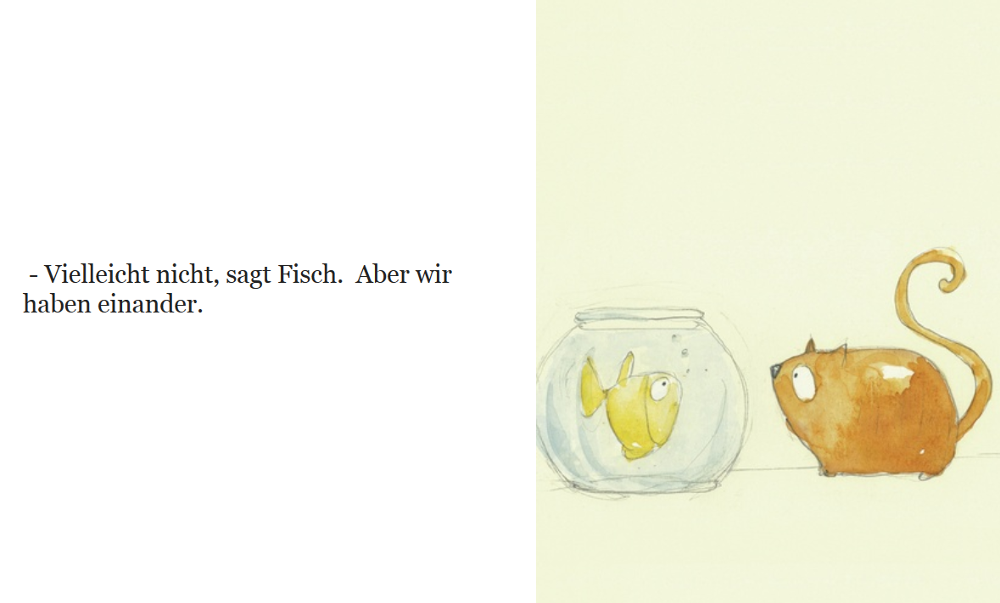 - Vielleicht nicht, sagt Fisch.  Aber wir
haben einander.